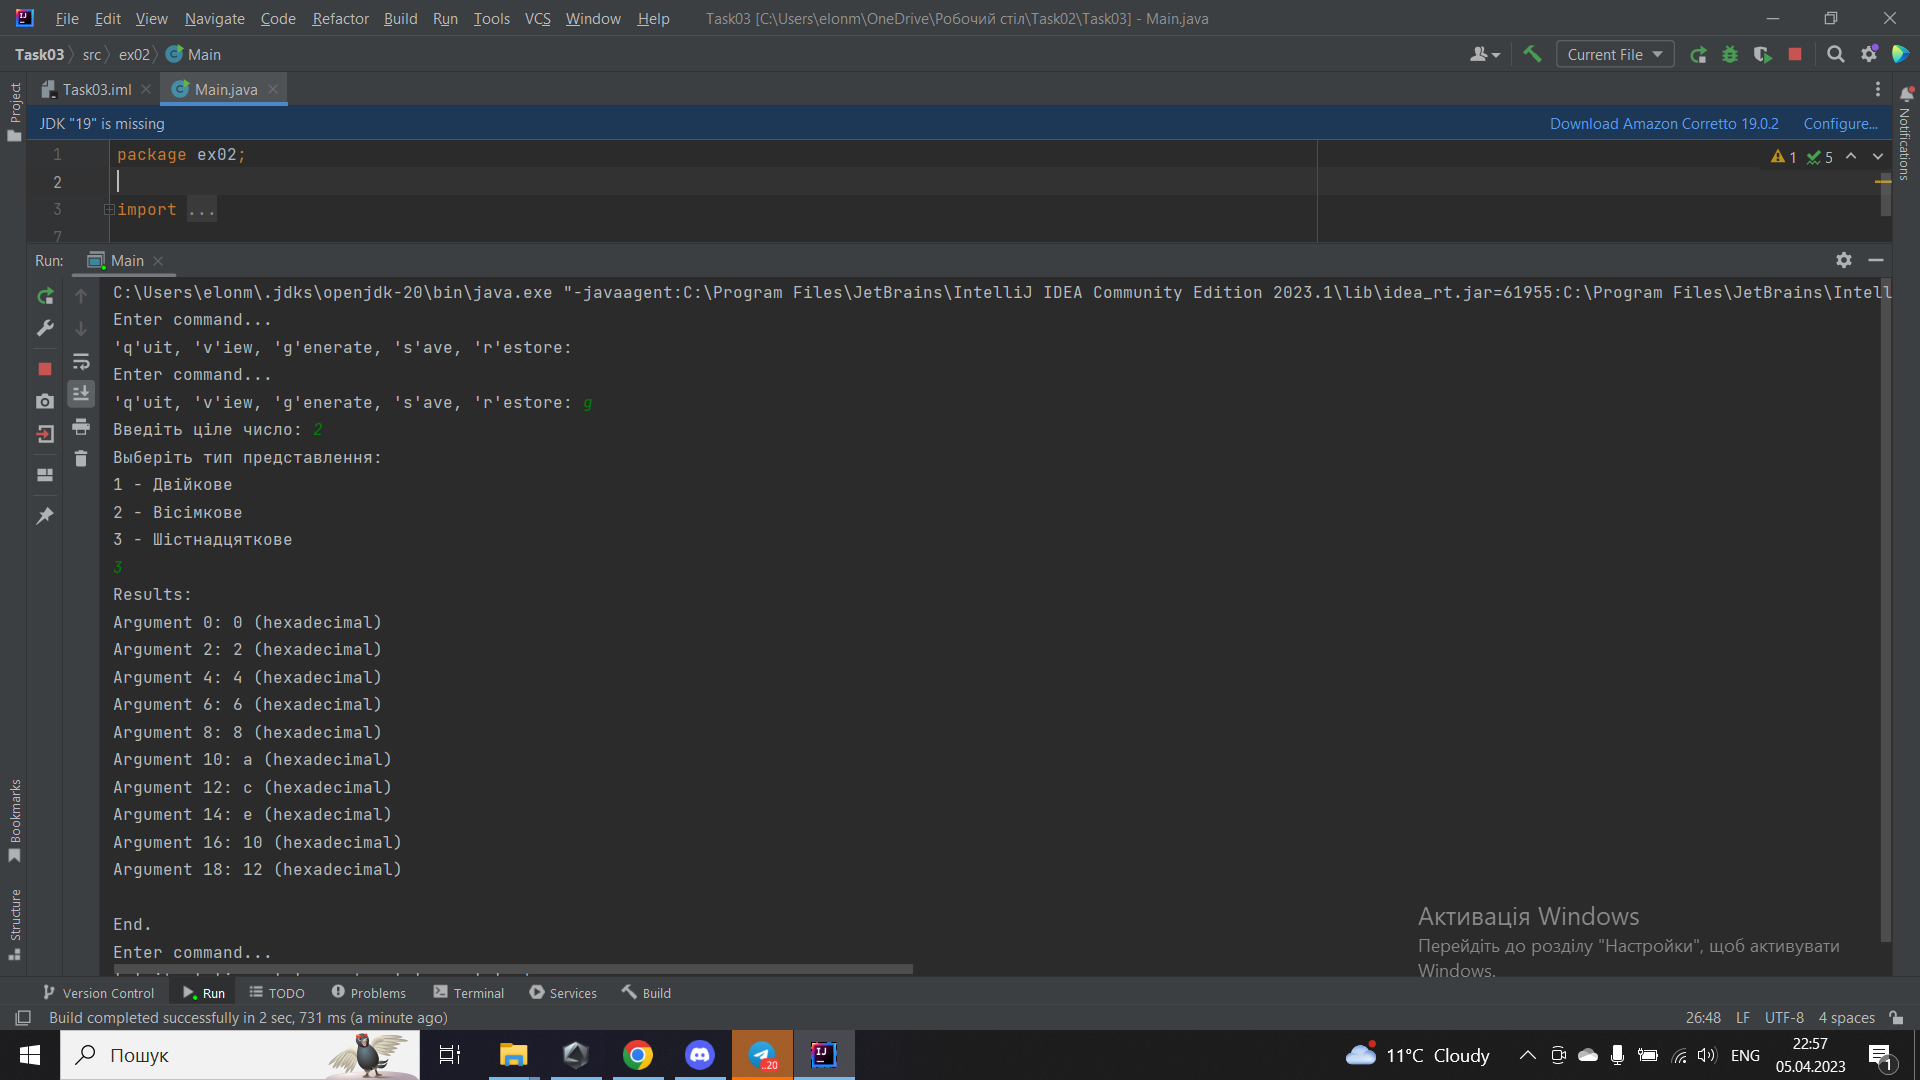 File Edit View Navigate Code Refactor Build Run Tools VCS Window Help Task03 [C:\Users\elonm\OneDrive\Робочий стіл\Task02\Task03] - Main.java
Task03 src ex02 Main Current File
Task03.iml Main.java
JDK "19" is missing Download Amazon Corretto 19.0.2 Configure...
1 package ex02; 1 5
2
3 import ...
7
Project
Notifications
Run: Main
C:\Users\elonm\.jdks\openjdk-20\bin\java.exe "-javaagent:C:\Program Files\JetBrains\IntelliJ IDEA Community Edition 2023.1\lib\idea_rt.jar=61955:C:\Program Files\JetBrains\Intell
Enter command...
'q'uit, 'v'iew, 'g'enerate, 's'ave, 'r'estore:
Enter command...
'q'uit, 'v'iew, 'g'enerate, 's'ave, 'r'estore: g
Введіть ціле число: 2
Выберіть тип представлення:
1 - Двійкове
2 - Вісімкове
3 - Шістнадцяткове
3
Results:
Argument 0: 0 (hexadecimal)
Argument 2: 2 (hexadecimal)
Argument 4: 4 (hexadecimal)
Argument 6: 6 (hexadecimal)
Argument 8: 8 (hexadecimal)
Argument 10: a (hexadecimal)
Argument 12: c (hexadecimal)
Argument 14: e (hexadecimal)
Argument 16: 10 (hexadecimal)
Argument 18: 12 (hexadecimal)
End.
Enter command...
Bookmarks
Structure
Активація Windows
Перейдіть до розділу "Настройки", щоб активувати
Windows.
Version Control Run TODO Problems Terminal Services Build
Build completed successfully in 2 sec, 731 ms (a minute ago) 26:48 LF UTF-8 4 spaces
Пошук ..20 11°C Cloudy ENG 22:57
05.04.2023 1